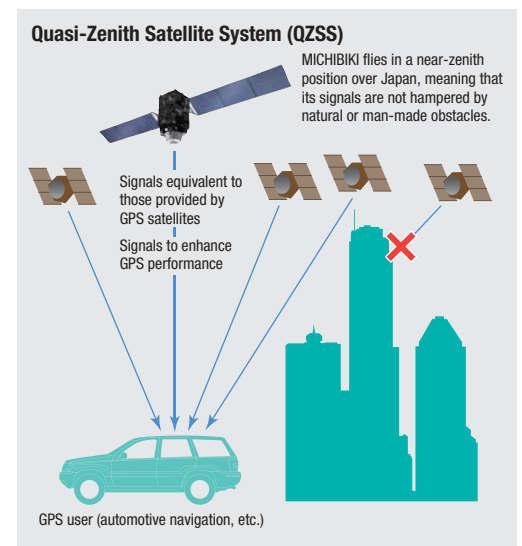 Quasi-Zenith Satellite System (QZSS)
MICHIBIKI flies in a near-zenith
position over Japan, meaning that
its signals are not hampered by
natural or man-made obstacles.
Signals equivalent to
those provided by
GPS satellites
Signals to enhance
GPS performance
GPS user (automotive navigation, etc.)